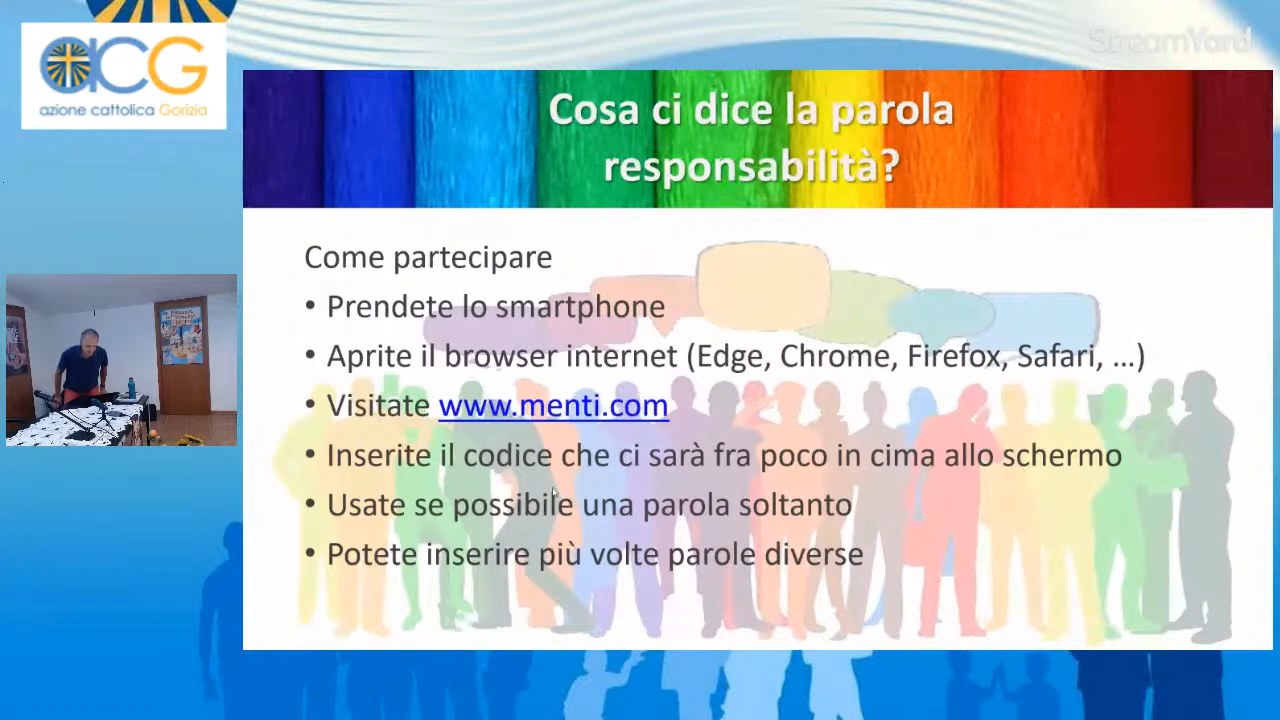 aCG
azione cattolica Gorizia
StreamYard
Cosa ci dice la parola
responsabilità?
Come partecipare
• Prendete lo smartphone
• Aprite il browser internet (Edge, Chrome, Firefox, Safari, ...)
• Visitate www.menti.com
• Inserite il codice che ci sarà fra poco in cima allo schermo
• Usate se possibile una parola soltanto
• Potete inserire più volte parole diverse